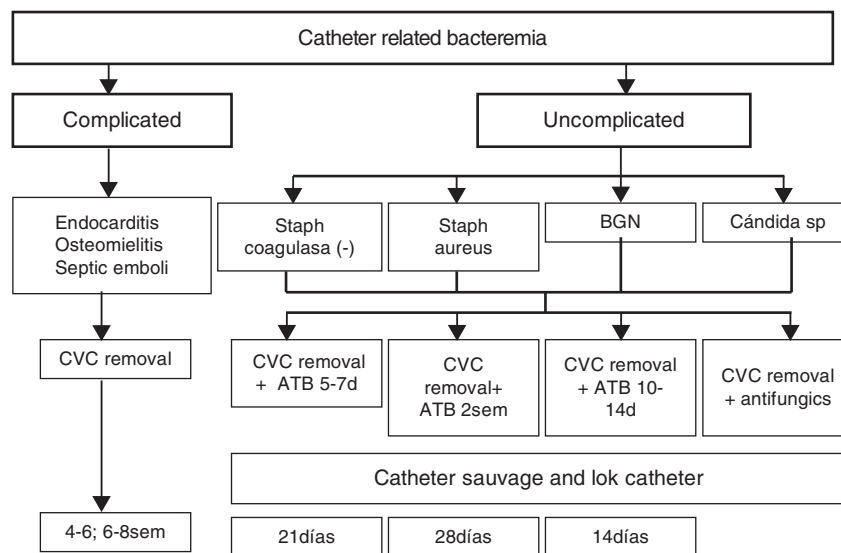 Catheter related bacteremia
Complicated
Uncomplicated
Endocarditis
Osteomielitis
Septic emboli
Staph
coagulasa (-)
Staph
aureus
BGN
Cándida sp
CVC removal
CVC removal
+ ATB 5-7d
CVC
removal+
ATB 2sem
CVC removal
+ ATB 10-
14d
CVC removal
+ antifungics
Catheter sauvage and lok catheter
4-6; 6-8sem
21días
28días
14días